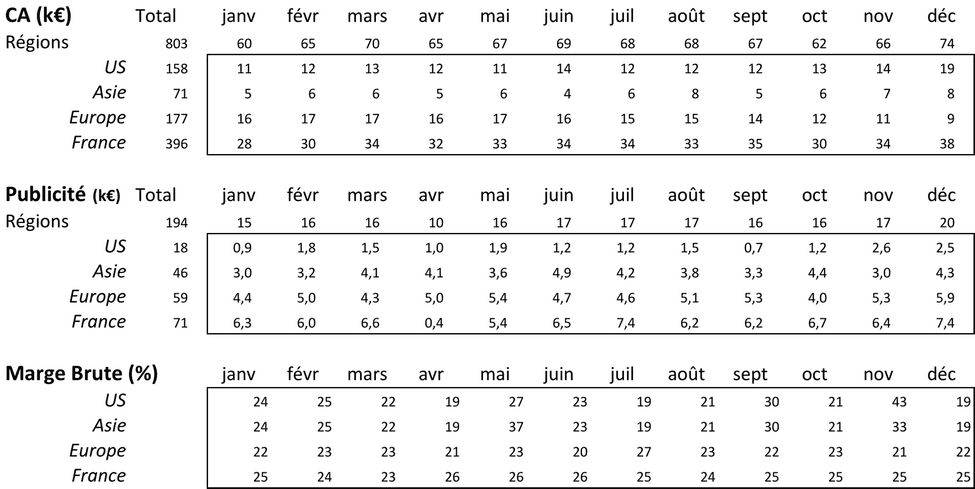 CA (k€) Total janv févr mars avr mai juin juil août sept oct nov déc
Régions 803 60 65 70 65 67 69 68 68 67 62 66 74
US 158 11 12 13 12 11 14 12 12 12 13 14 19
Asie 71 5 6 6 5 6 4 6 8 5 6 7 8
Europe 177 16 17 17 16 17 16 15 15 14 12 11 9
France 396 28 30 34 32 33 34 34 33 35 30 34 38
Publicité (k€) Total janv févr mars avr mai juin juil août sept oct nov déc
Régions 194 15 16 16 10 16 17 17 17 16 16 17 20
US 18 0,9 1,8 1,5 1,0 1,9 1,2 1,2 1,5 0,7 1,2 2,6 2,5
Asie 46 3,0 3,2 4,1 4,1 3,6 4,9 4,2 3,8 3,3 4,4 3,0 4,3
Europe 59 4,4 5,0 4,3 5,0 5,4 4,7 4,6 5,1 5,3 4,0 5,3 5,9
France 71 6,3 6,0 6,6 0,4 5,4 6,5 7,4 6,2 6,2 6,7 6,4 7,4
Marge Brute (%) janv févr mars avr mai juin juil août sept oct nov déc
US 24 25 22 19 27 23 19 21 30 21 43 19
Asie 24 25 22 19 37 23 19 21 30 21 33 19
Europe 22 23 23 21 23 20 27 23 22 23 21 22
France 25 24 23 26 26 26 25 24 25 25 25 25